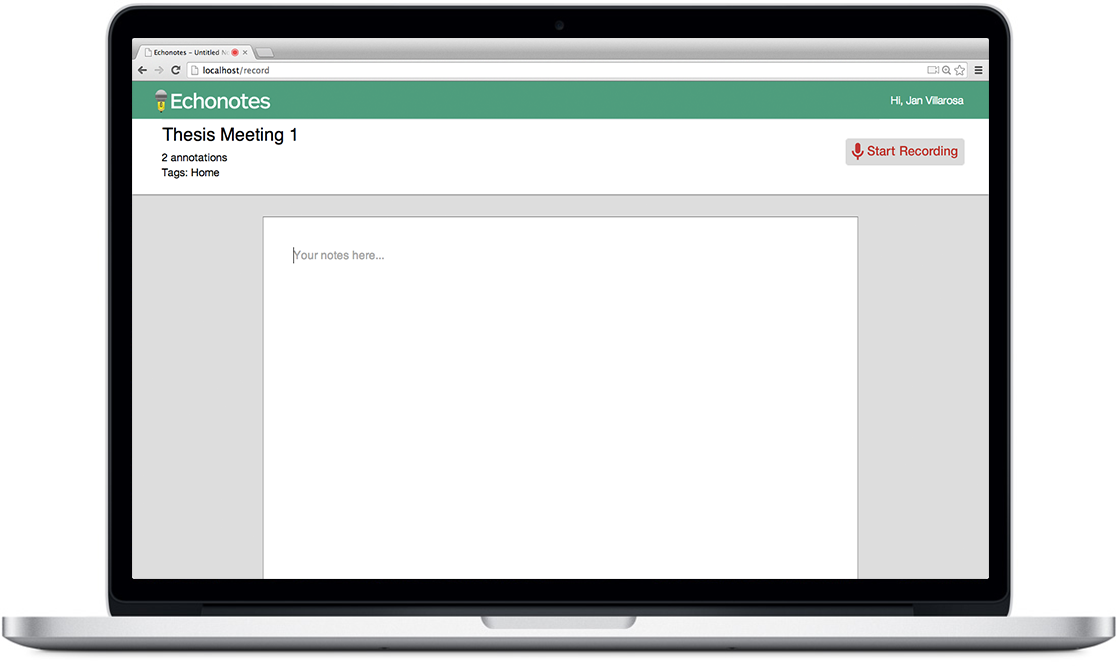 Echonotes – Untitled N
localhost/record
Echonotes
Hi, Jan Villarosa
Thesis Meeting 1
2 annotations
Tags: Home
Start Recording
Your notes here...